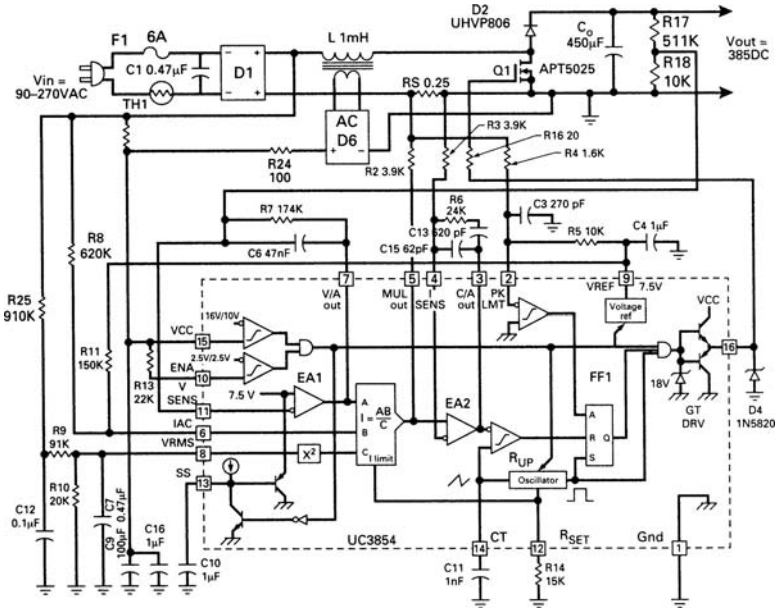 D2
UHVP806
F1
6A
L 1mH
Co
450µF
R17
511K
Vout =
385DC
C1 0.47µF
D1
Q1
APT5025
R18
10K
Vin =
90–270VAC
RS 0.25
TH1
AC
D6
+ −
R3 3.9K
R16 20
R4 1.6K
R24
100
R2 3.9K
R7 174K
R6
24K
C13 620 pF
C3 270 pF
C6 47nF
C15 62pF
R5 10K
C4 1µF
R8
620K
7
5
4
3
2
9
V/A
out
MUL
out
I
SENS
C/A
out
PK
LMT
VREF
7.5V
R25
910K
VCC
15
16V/10V
Voltage
ref
VCC
R11
150K
ENA
10
2.5V/2.5V
16
R13
22K
V
SENS
11
7.5 V
EA1
EA2
FF1
18V
GT
DRV
D4
1N5820
A
B
C
I = AB/C
I limit
IAC
6
A
R Q
S
R9
91K
VRMS
8
X²
RUP
Oscillator
SS
13
C12
0.1µF
R10
20K
C7
0.47µF
C9
100µF
C16
1µF
C10
1µF
UC3854
14
CT
12
RSET
Gnd
1
C11
1nF
R14
15K